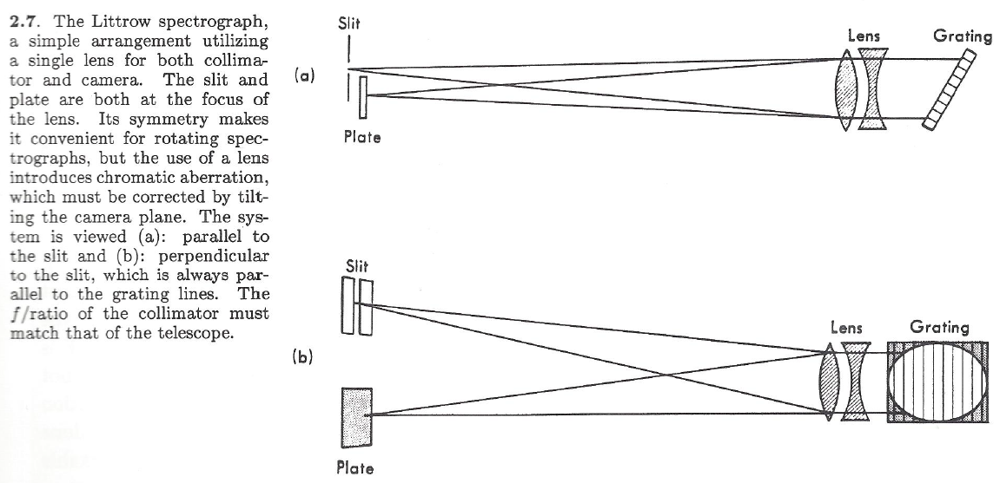 2.7. The Littrow spectrograph,
a simple arrangement utilizing
a single lens for both collima-
tor and camera. The slit and
plate are both at the focus of
the lens. Its symmetry makes
it convenient for rotating spec-
trographs, but the use of a lens
introduces chromatic aberration,
which must be corrected by tilt-
ing the camera plane. The sys-
tem is viewed (a): parallel to
the slit and (b): perpendicular
to the slit, which is always par-
allel to the grating lines. The
f/ratio of the collimator must
match that of the telescope.
Slit
Lens
Grating
(a)
Plate
Slit
Lens
Grating
(b)
Plate